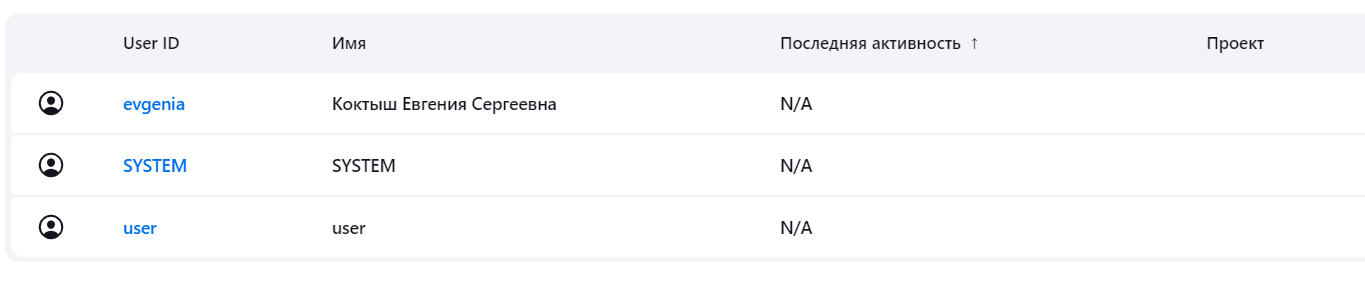 User ID Имя Последняя активность ↑ Проект
evgenia Коктыш Евгения Сергеевна N/A
SYSTEM SYSTEM N/A
user user N/A